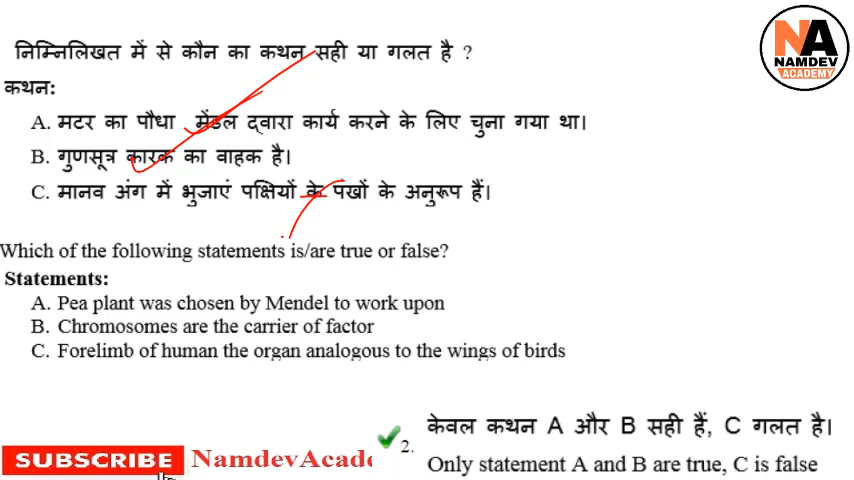 NA
NAMDEV
ACADEMY
निम्निलिखत में से कौन का कथन सही या गलत है ?
कथन:
A. मटर का पौधा मेंडल द्वारा कार्य करने के लिए चुना गया था।
B. गुणसूत्र कारक का वाहक है।
C. मानव अंग में भुजाएं पक्षियों के पंखों के अनुरूप हैं।
Which of the following statements is/are true or false?
Statements:
A. Pea plant was chosen by Mendel to work upon
B. Chromosomes are the carrier of factor
C. Forelimb of human the organ analogous to the wings of birds
केवल कथन A और B सही हैं, C गलत है।
2.
Only statement A and B are true, C is false
SUBSCRIBE NamdevAcade